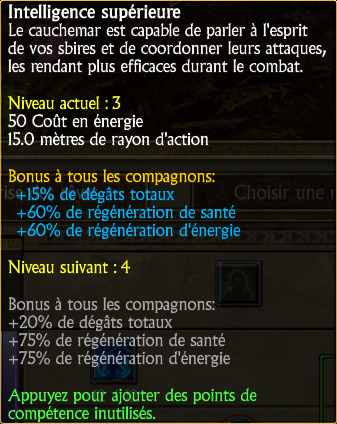 Intelligence supérieure
Le cauchemar est capable de parler à l'esprit
de vos sbires et de coordonner leurs attaques,
les rendant plus efficaces durant le combat.
Niveau actuel : 3
50 Coût en énergie
15.0 mètres de rayon d'action
Bonus à tous les compagnons:
+15% de dégâts totaux
+60% de régénération de santé
+60% de régénération d'énergie
Choisir une
Niveau suivant : 4
Bonus à tous les compagnons:
+20% de dégâts totaux
+75% de régénération de santé
+75% de régénération d'énergie
Appuyez pour ajouter des points de
compétence inutilisés.